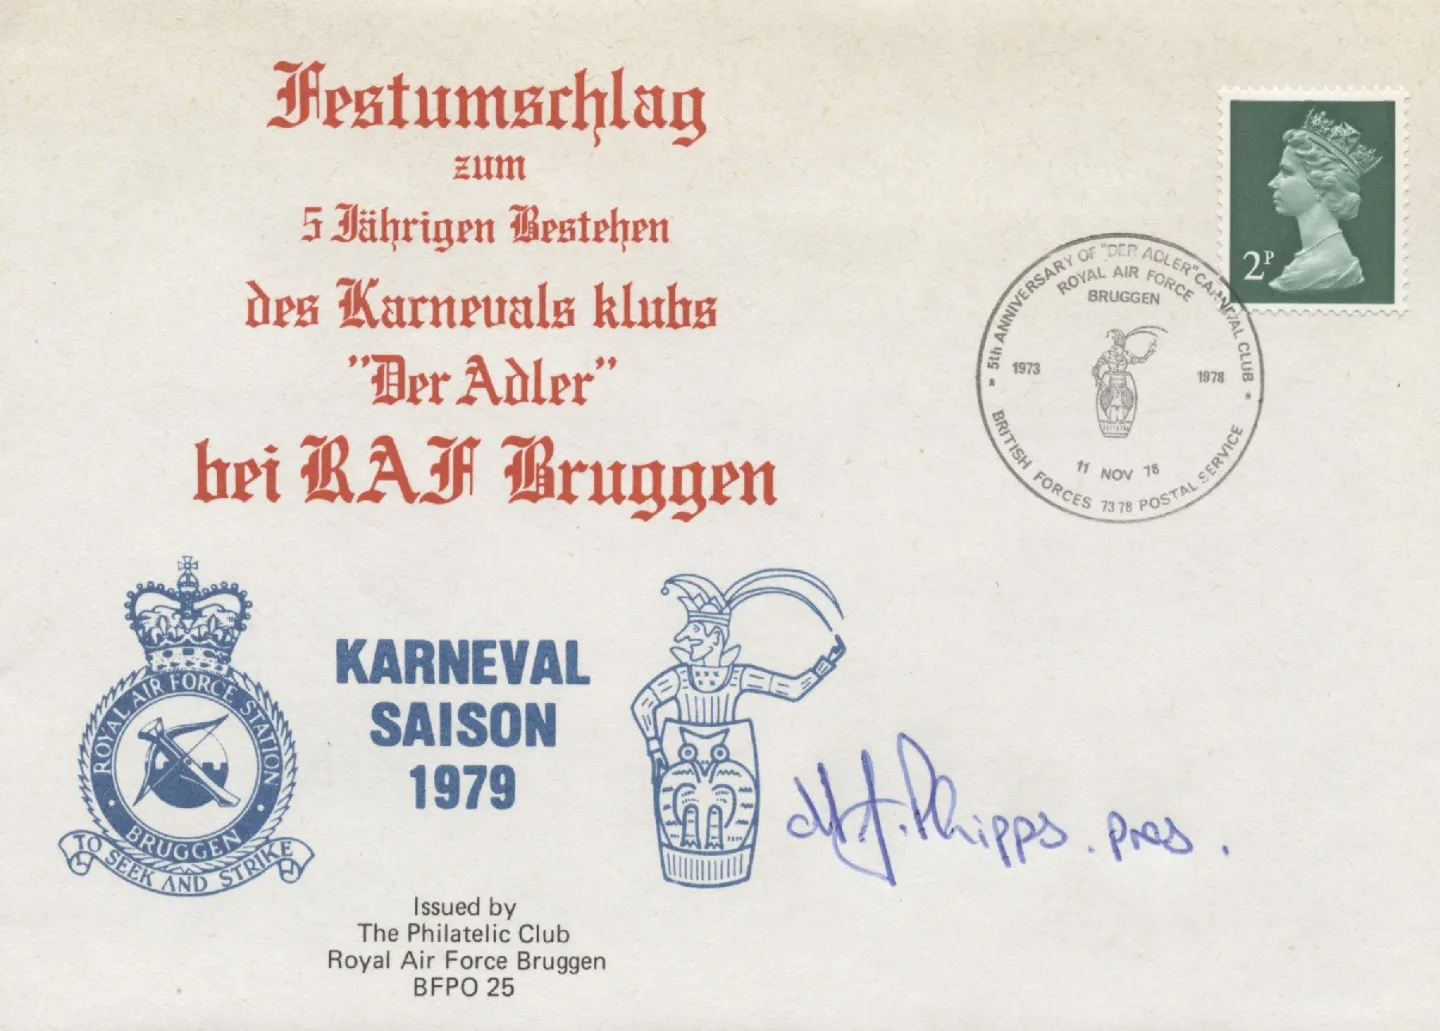 Festumschlag
zum
5 Jährigen Bestehen
des Karnevals klubs
"Der Adler"
bei RAF Bruggen
2P
* 5th ANNIVERSARY OF "DER ADLER" CARNIVAL CLUB *
ROYAL AIR FORCE
BRUGGEN
1973
1978
11 NOV 78
BRITISH FORCES 7378 POSTAL SERVICE
ROYAL AIR FORCE STATION
BRUGGEN
TO SEEK AND STRIKE
KARNEVAL
SAISON
1979
Phipps. pres.
Issued by
The Philatelic Club
Royal Air Force Bruggen
BFPO 25